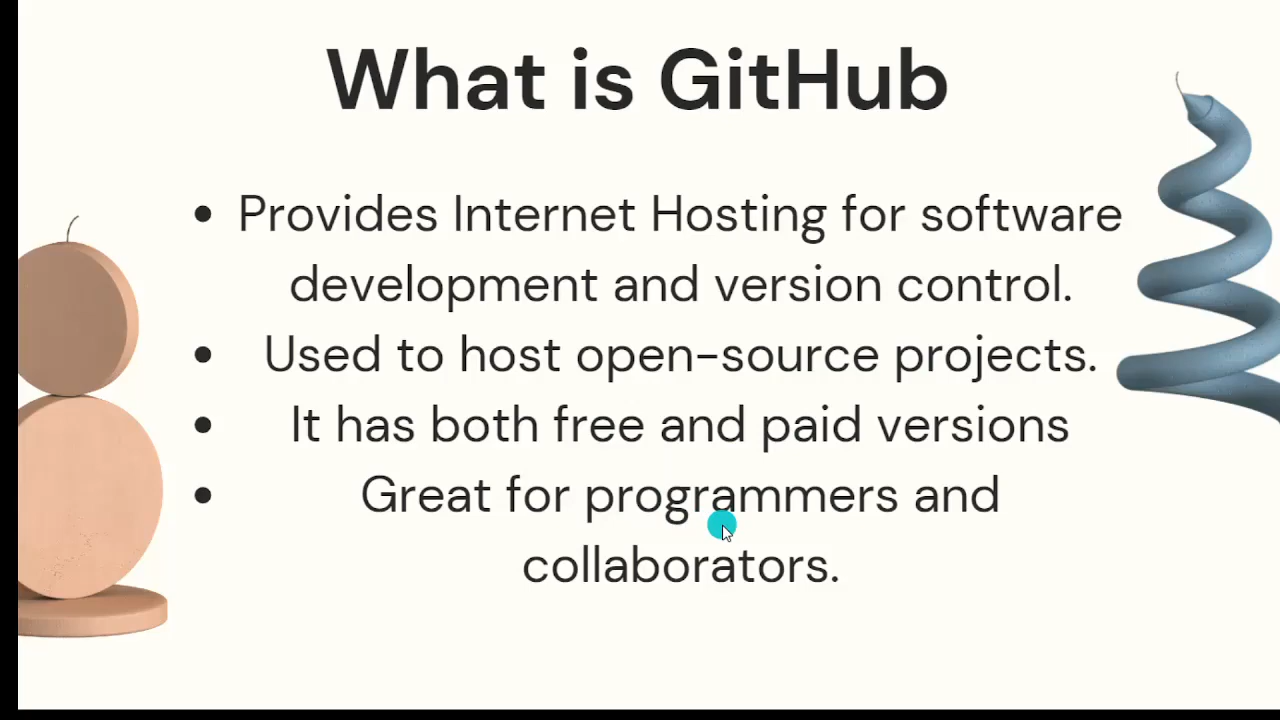 What is GitHub
• Provides Internet Hosting for software
development and version control.
• Used to host open-source projects.
• It has both free and paid versions
• Great for programmers and
collaborators.